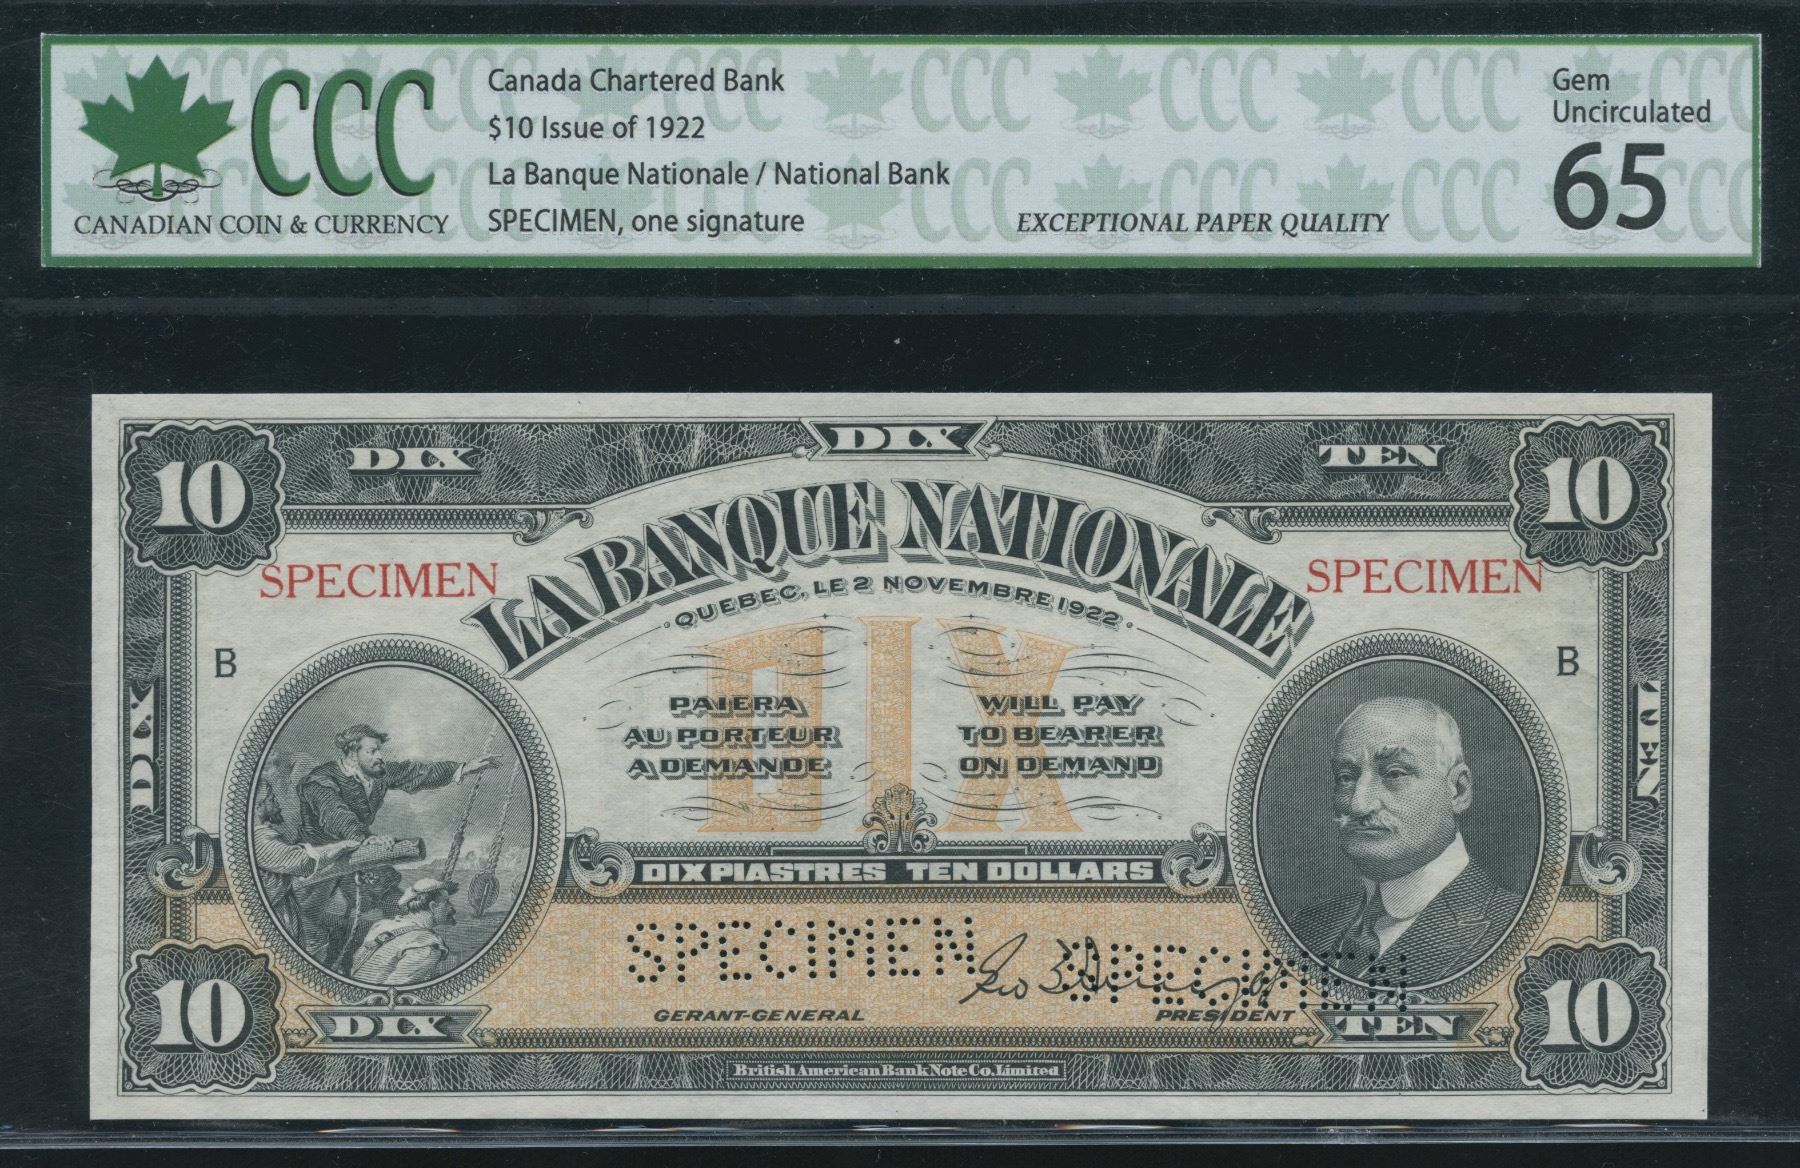 CCC
CANADIAN COIN & CURRENCY
Canada Chartered Bank
$10 Issue of 1922
La Banque Nationale / National Bank
SPECIMEN, one signature
EXCEPTIONAL PAPER QUALITY
Gem
Uncirculated
65
10 DIX DIX TEN 10
LA BANQUE NATIONALE
SPECIMEN SPECIMEN
QUEBEC, LE 2 NOVEMBRE 1922
DIX
B B
PAIERA WILL PAY
AU PORTEUR TO BEARER
A DEMANDE ON DEMAND
DIX TEN
DIX PIASTRES TEN DOLLARS
SPECIMEN SPECIMEN
GERANT-GENERAL PRESIDENT
10 DIX TEN 10
British American Bank Note Co. Limited